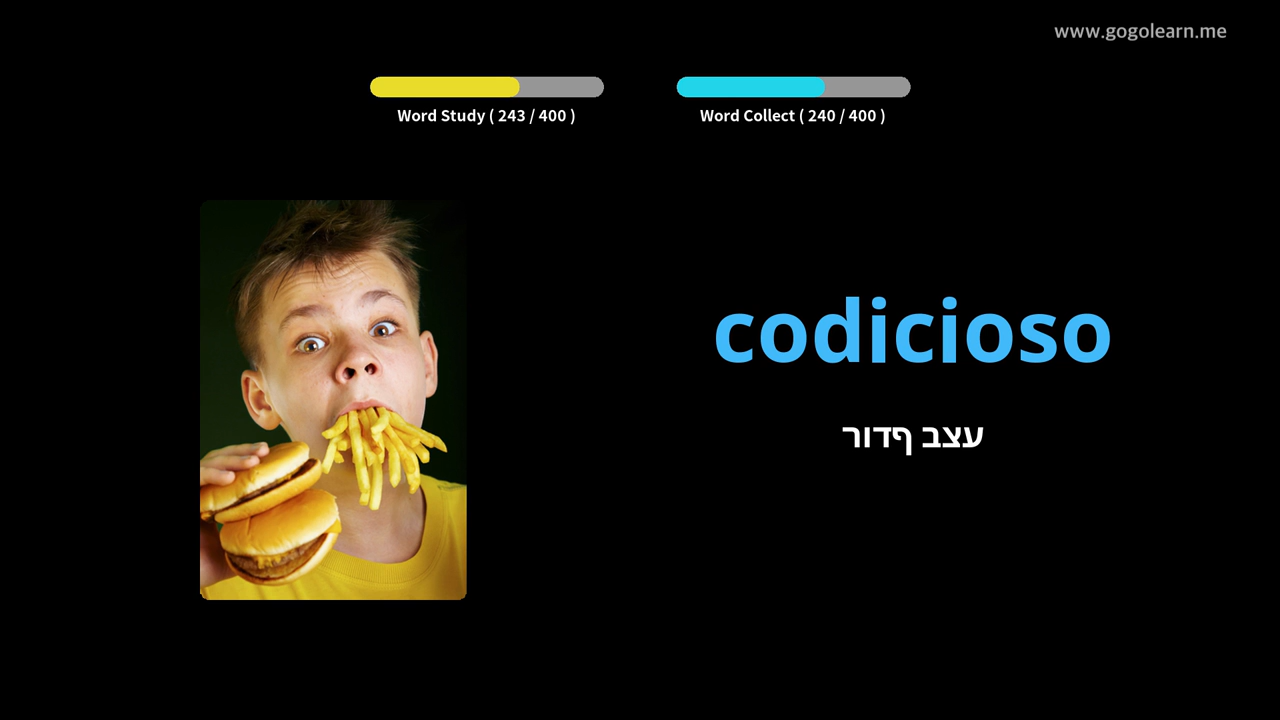 www.gogolearn.me
Word Study ( 243 / 400 )
Word Collect ( 240 / 400 )
codicioso
עצב ףדור